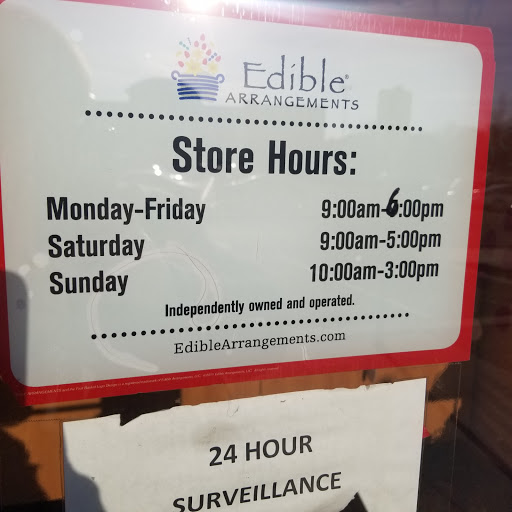 Edible®
ARRANGEMENTS
Store Hours:
Monday-Friday 9:00am-6:00pm
Saturday 9:00am-5:00pm
Sunday 10:00am-3:00pm
Independently owned and operated.
EdibleArrangements.com
24 HOUR
SURVEILLANCE